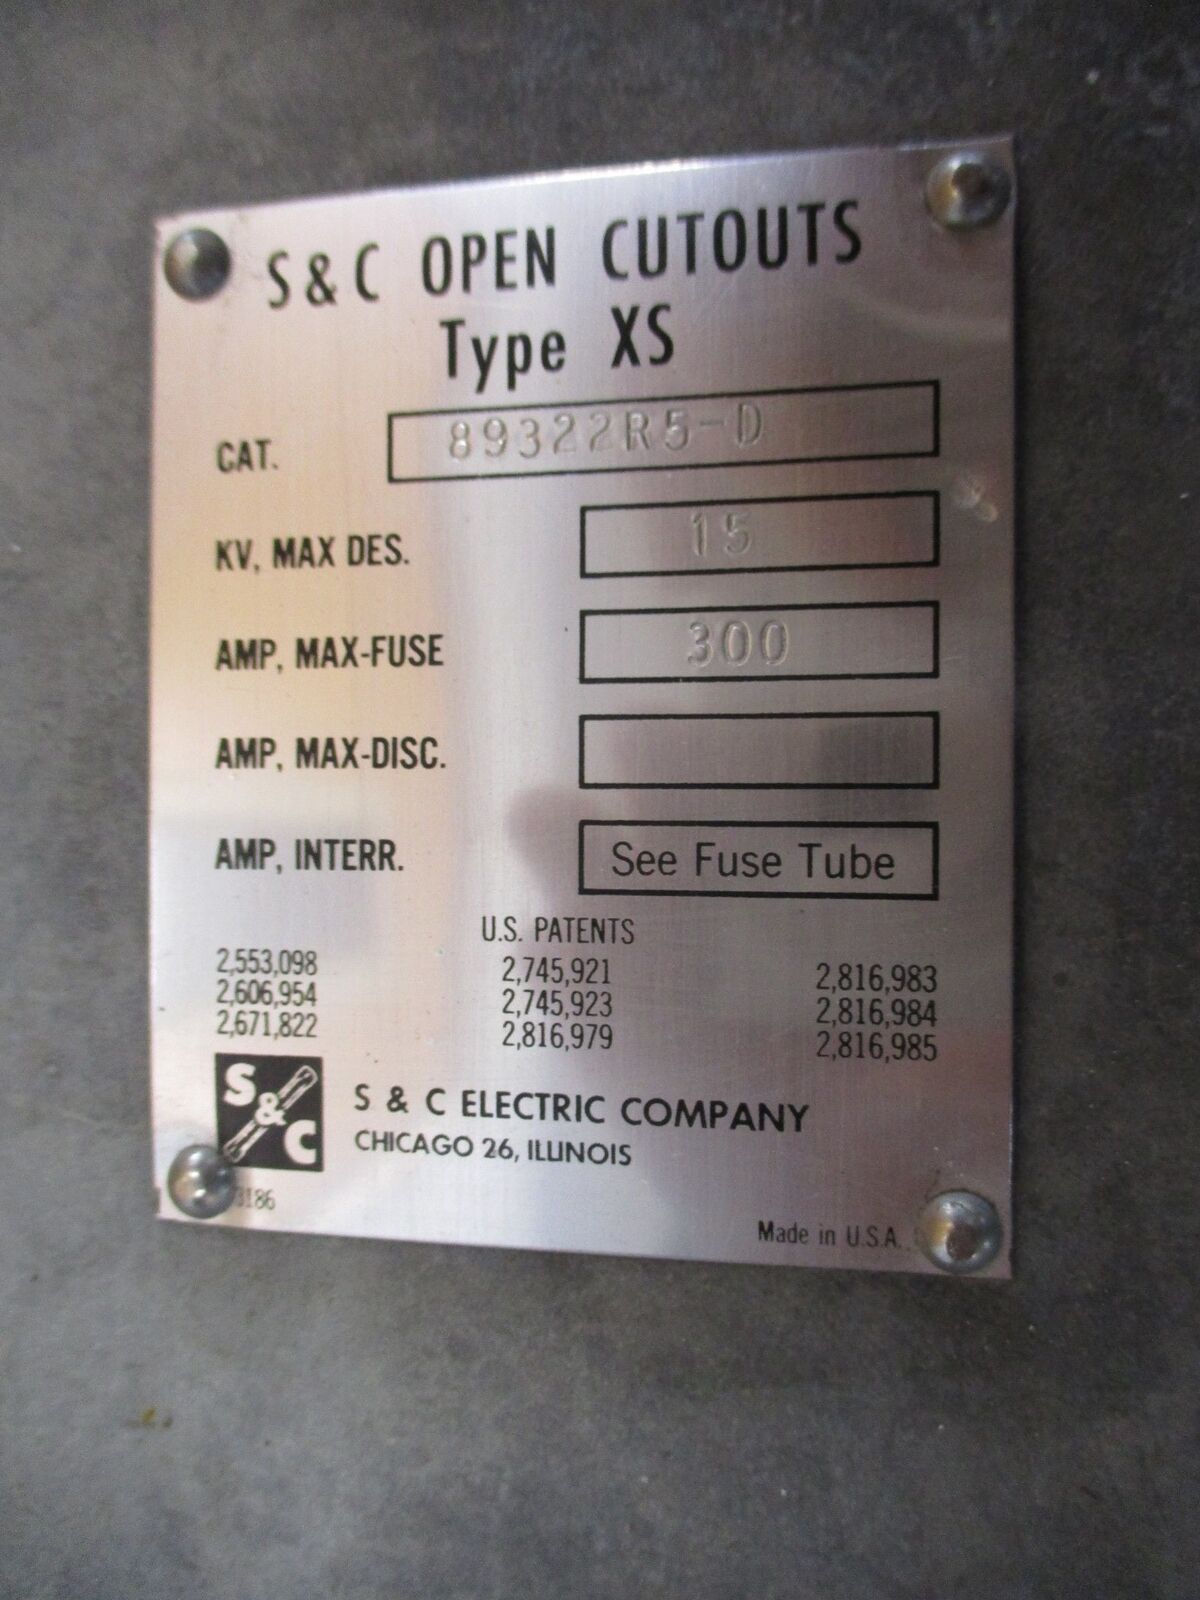 S & C OPEN CUTOUTS
Type XS
CAT. 89322R5-D
KV, MAX DES. 15
AMP, MAX-FUSE 300
AMP, MAX-DISC.
AMP, INTERR. See Fuse Tube
U.S. PATENTS
2,553,098 2,745,921 2,816,983
2,606,954 2,745,923 2,816,984
2,671,822 2,816,979 2,816,985
S & C
S & C ELECTRIC COMPANY
CHICAGO 26, ILLINOIS
Made in U.S.A.